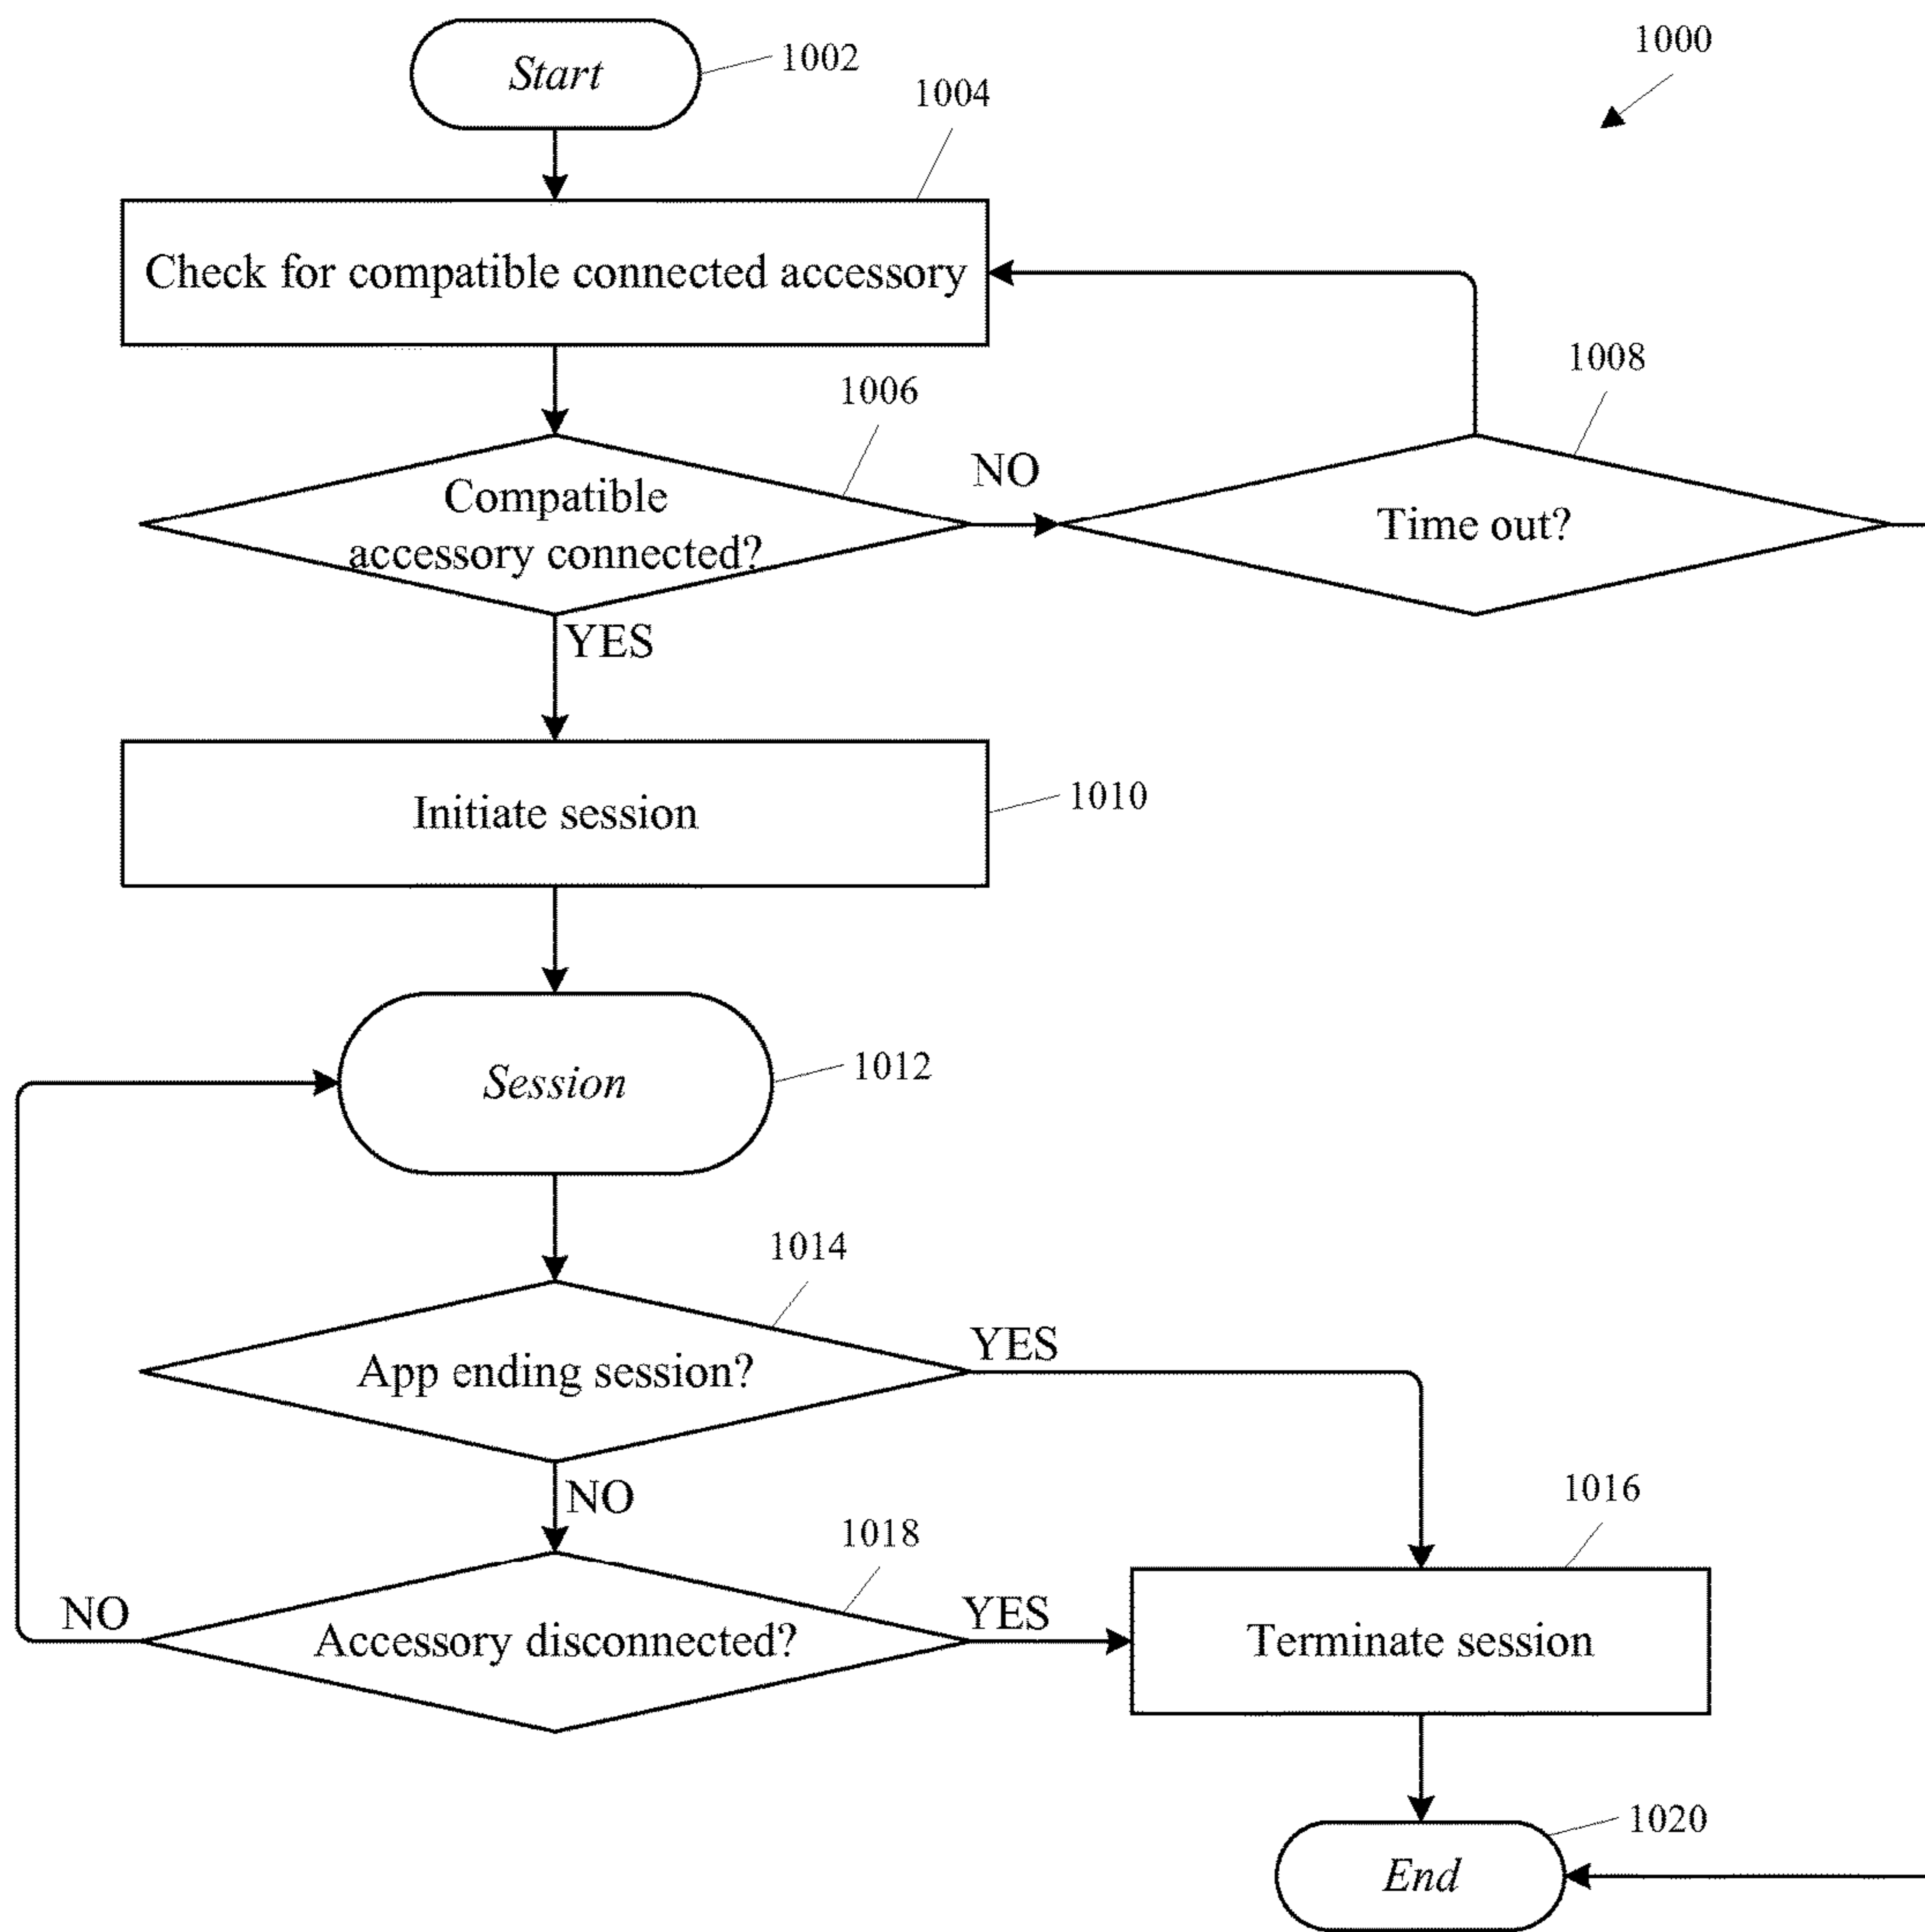 Start
1002
1000
1004
Check for compatible connected accessory
1006
1008
Compatible
accessory connected?
NO
Time out?
YES
Initiate session
1010
Session
1012
1014
App ending session?
YES
NO
1018
1016
NO
Accessory disconnected?
YES
Terminate session
1020
End